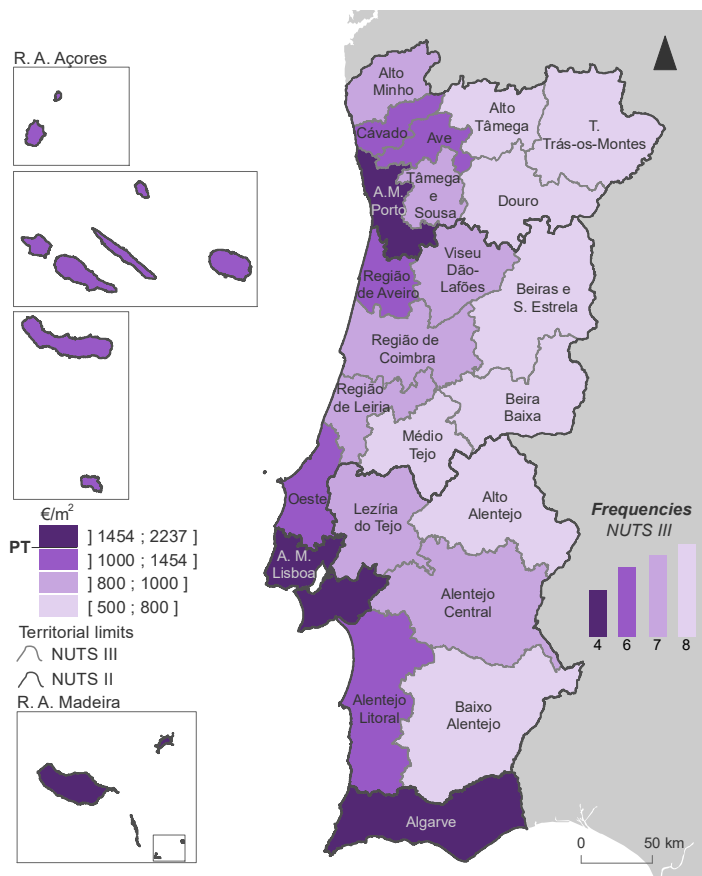 R. A. Açores
Alto
Minho
Alto
Tâmega
T.
Trás-os-Montes
Cávado
Ave
Tâmega
e
Sousa
A.M.
Porto
Douro
Viseu
Dão-
Lafões
Região
de Aveiro
Beiras e
S. Estrela
Região de
Coimbra
Região
de Leiria
Beira
Baixa
Médio
Tejo
Oeste
Lezíria
do Tejo
Alto
Alentejo
A. M.
Lisboa
Alentejo
Central
Alentejo
Litoral
Baixo
Alentejo
Algarve
€/m²
PT
] 1454 ; 2237 ]
] 1000 ; 1454 ]
] 800 ; 1000 ]
[ 500 ; 800 ]
Territorial limits
NUTS III
NUTS II
R. A. Madeira
Frequencies
NUTS III
4 6 7 8
0 50 km